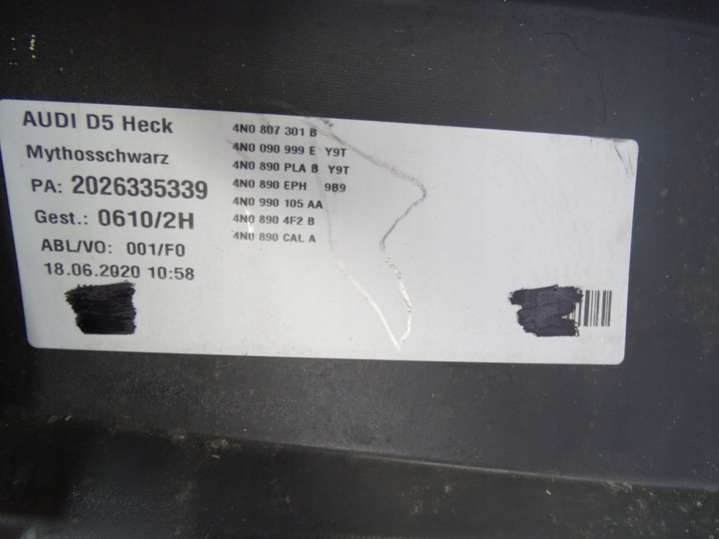 AUDI D5 Heck
Mythosschwarz
PA: 2026335339
Gest.: 0610/2H
ABL/VO: 001/F0
18.06.2020 10:58
4N0 807 301 B
4N0 090 999 E Y9T
4N0 890 PLA B Y9T
4N0 890 EPH 9B9
4N0 990 105 AA
4N0 890 4F2 B
4N0 890 CAL A